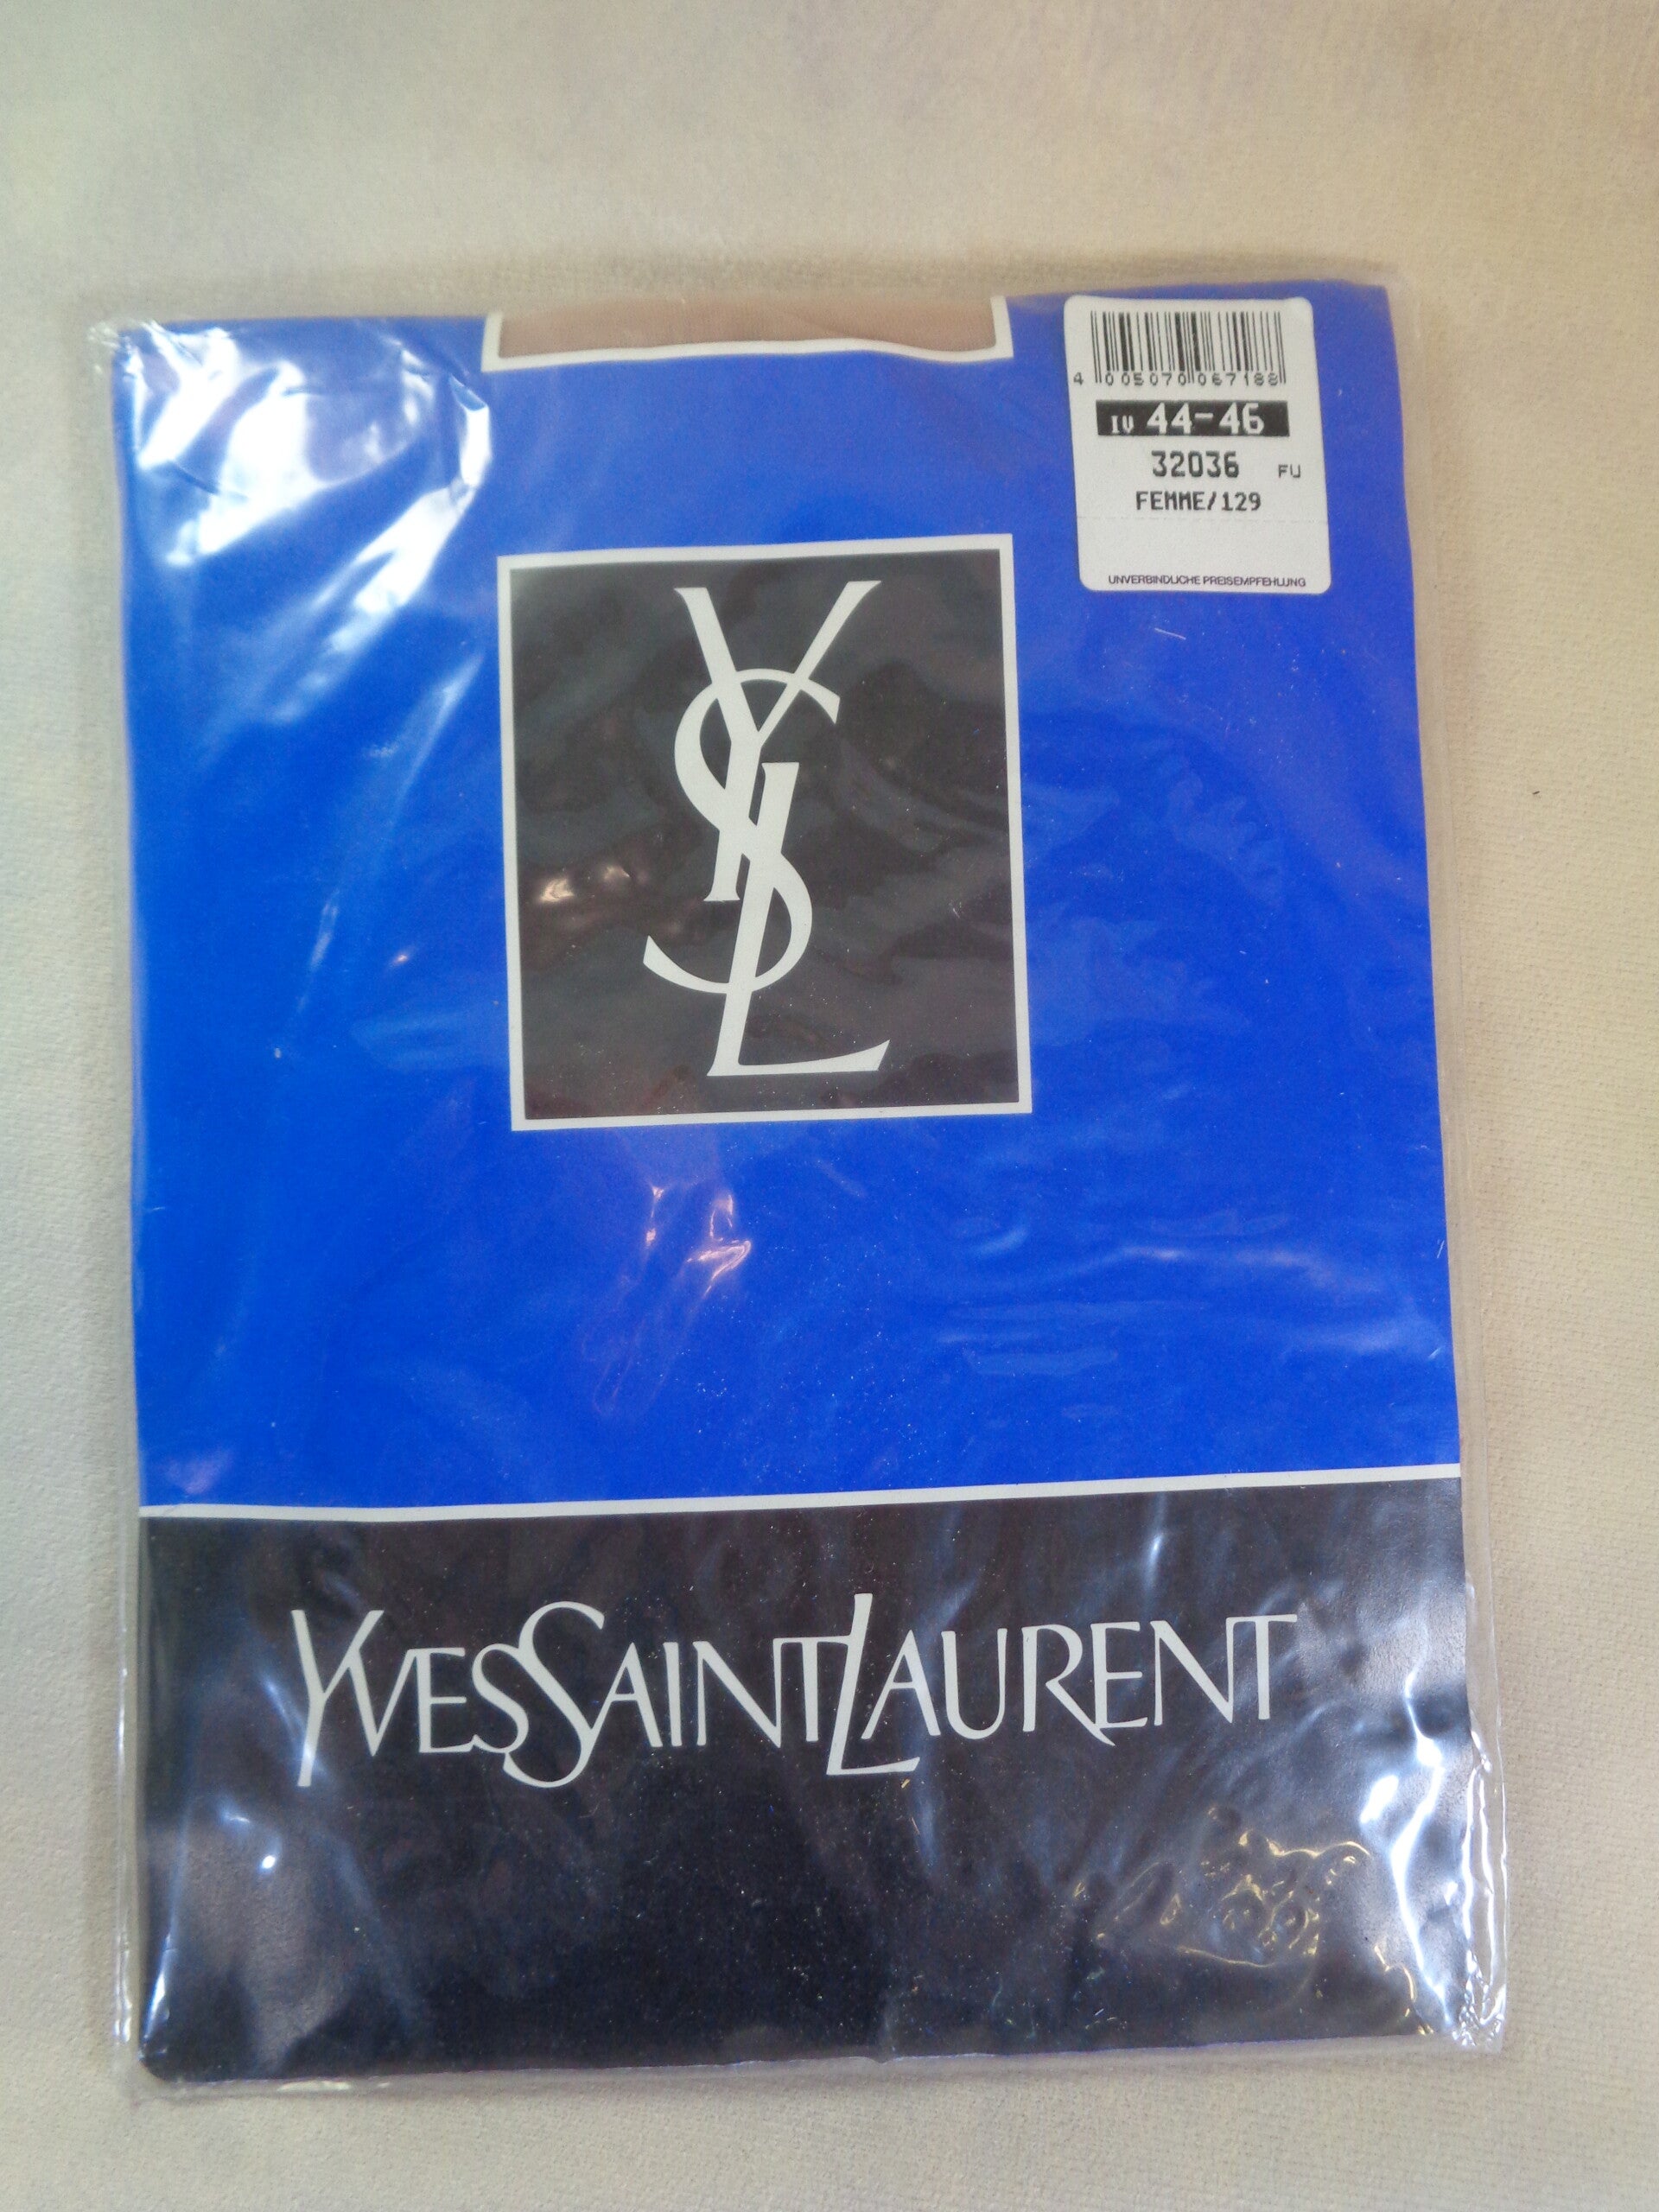 4 005070 067188
IV 44-46
32036 FU
FEMME/129
UNVERBINDLICHE PREISEMPFEHLUNG
YSL
YVESSAINTLAURENT